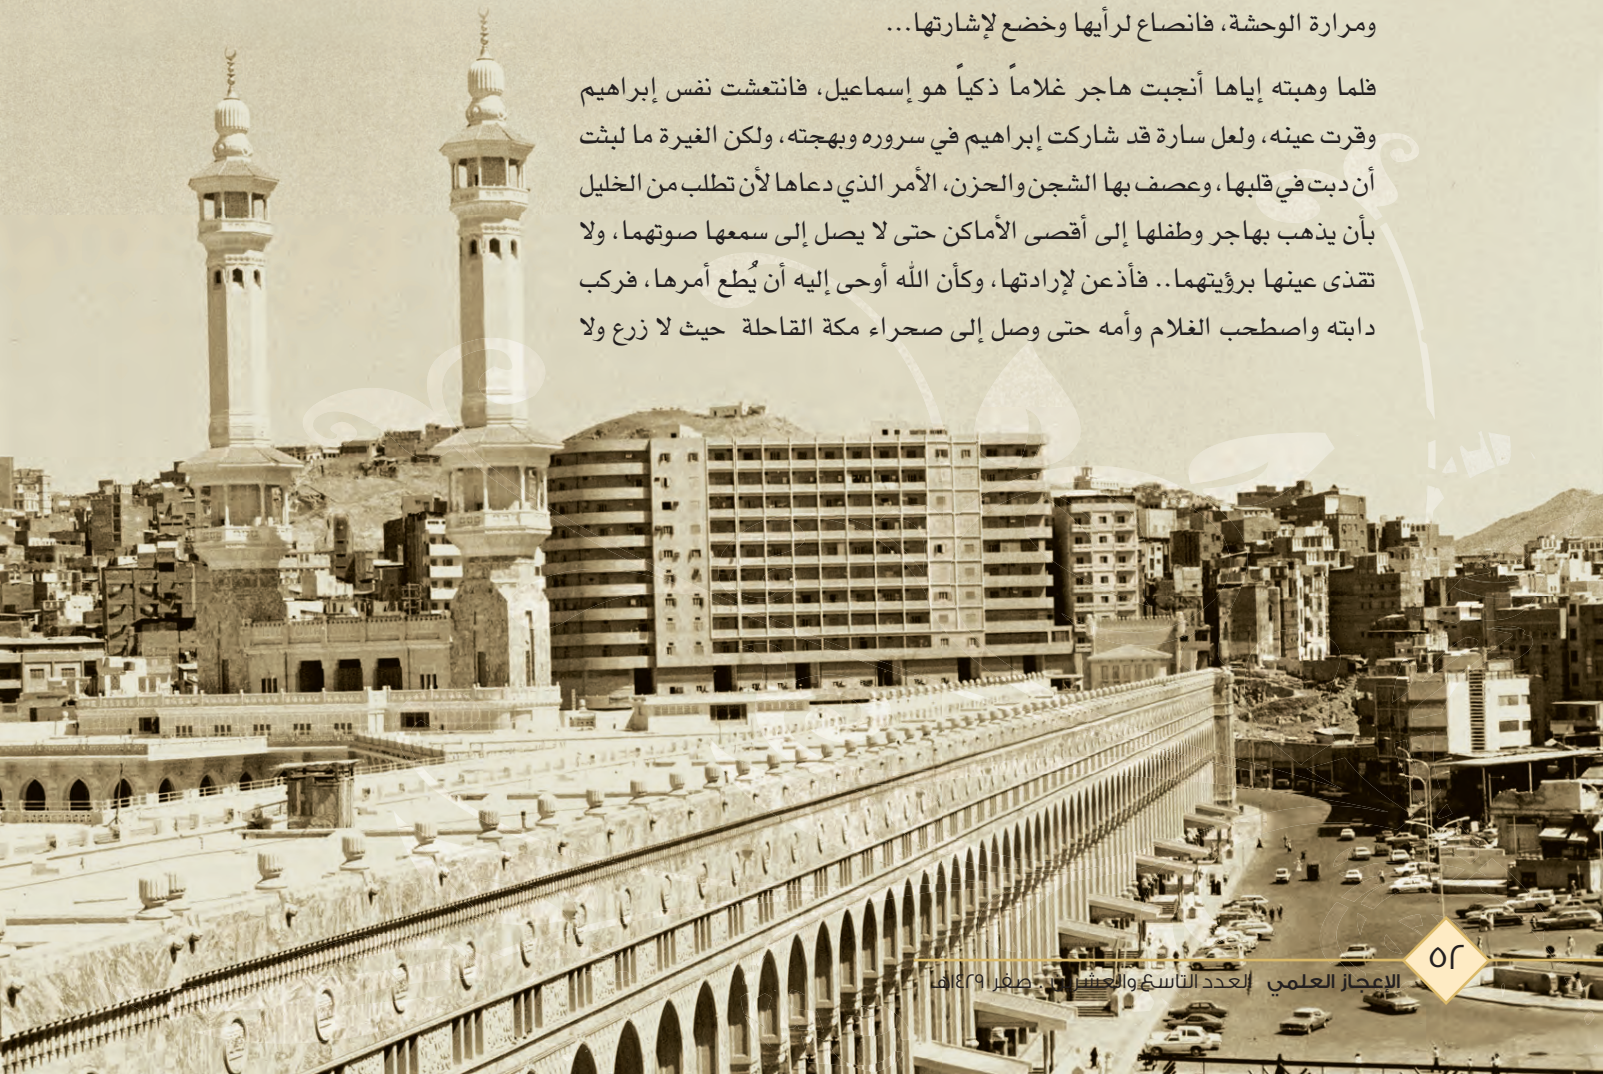 ومرارة الوحشة، فانصاع لرأيها وخضع لإشارتها...
فلما وهبته إياها أنجبت هاجر غلاماً ذكياً هو إسماعيل، فانتعشت نفس إبراهيم
وقرت عينه، ولعل سارة قد شاركت إبراهيم في سروره وبهجته، ولكن الغيرة ما لبثت
أن دبت في قلبها، وعصف بها الشجن والحزن، الأمر الذي دعاها لأن تطلب من الخليل
بأن يذهب بهاجر وطفلها إلى أقصى الأماكن حتى لا يصل إلى سمعها صوتهما، ولا
تقذى عينها برؤيتهما.. فأذعن لإرادتها، وكأن الله أوحى إليه أن يُطع أمرها، فركب
دابته واصطحب الغلام وأمه حتى وصل إلى صحراء مكة القاحلة حيث لا زرع ولا
٥٢
الإعجاز العلمي العدد التاسع والعشرون . صفر ١٤٢٩هـ